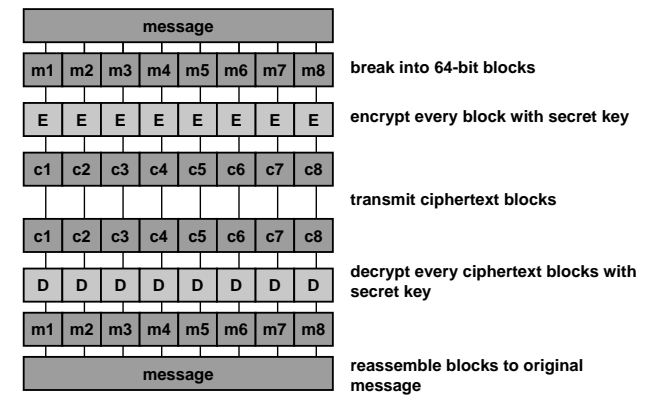 message
m1 m2 m3 m4 m5 m6 m7 m8
break into 64-bit blocks
E E E E E E E E
encrypt every block with secret key
c1 c2 c3 c4 c5 c6 c7 c8
transmit ciphertext blocks
c1 c2 c3 c4 c5 c6 c7 c8
D D D D D D D D
decrypt every ciphertext blocks with
secret key
m1 m2 m3 m4 m5 m6 m7 m8
message
reassemble blocks to original
message